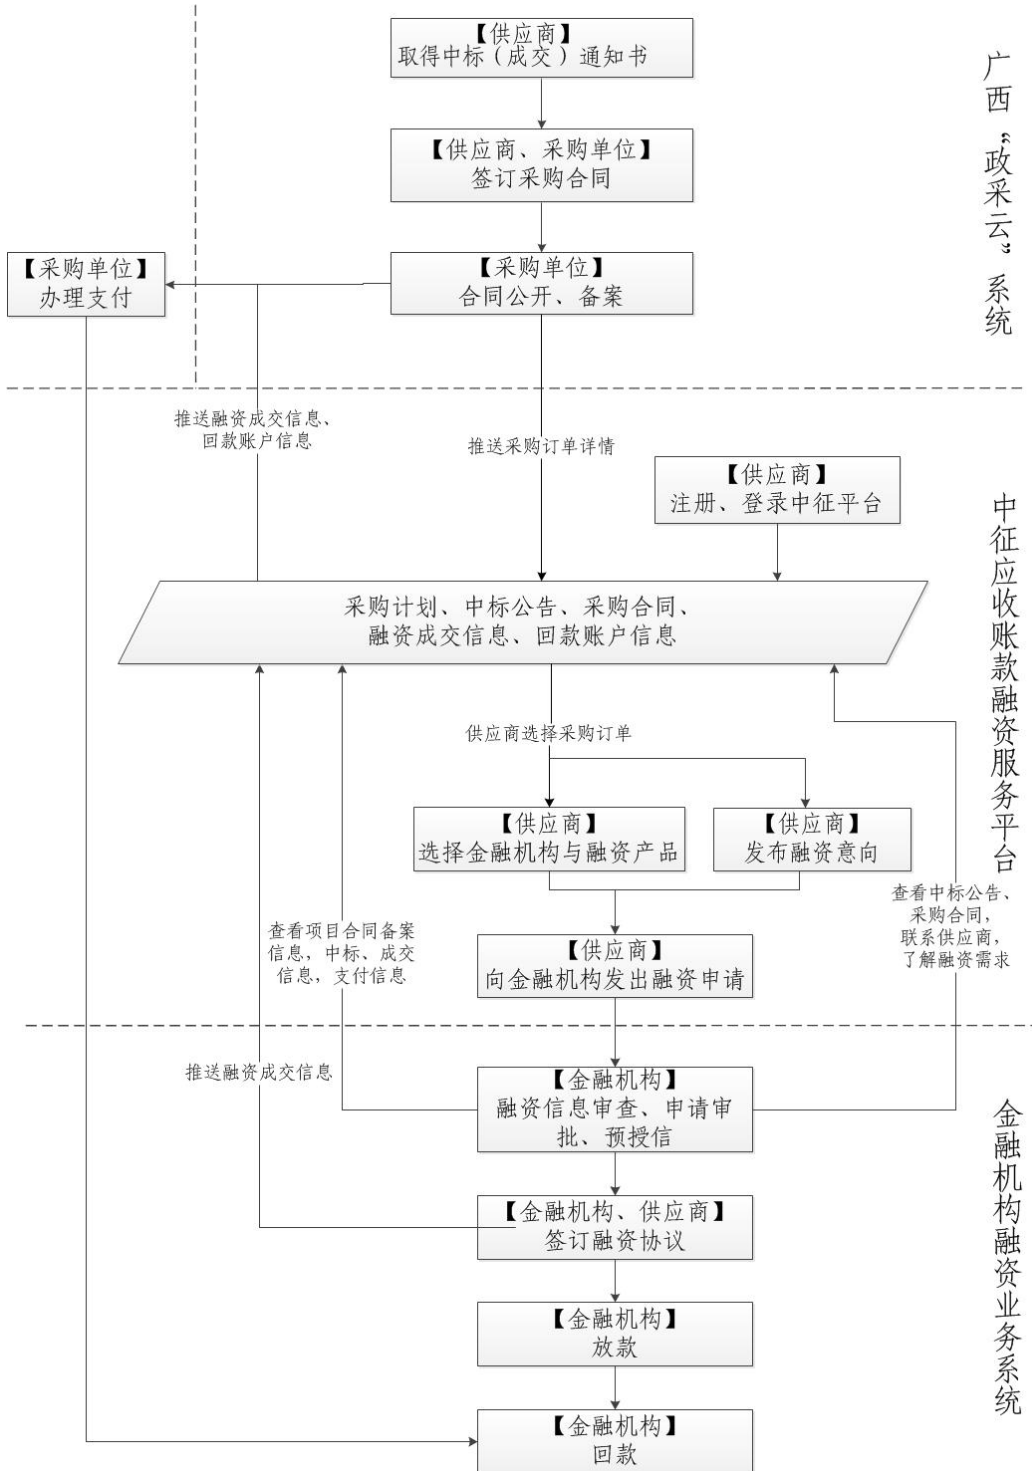 【供应商】
取得中标（成交）通知书
广西“政采云”系统
【供应商、采购单位】
签订采购合同
【采购单位】
办理支付
【采购单位】
合同公开、备案
推送融资成交信息、
回款账户信息
推送采购订单详情
【供应商】
注册、登录中征平台
中征应收账款融资服务平台
采购计划、中标公告、采购合同、
融资成交信息、回款账户信息
供应商选择采购订单
【供应商】
选择金融机构与融资产品
【供应商】
发布融资意向
查看中标公告、
采购合同，
联系供应商，
了解融资需求
查看项目合同备案
信息，中标、成交
信息，支付信息
【供应商】
向金融机构发出融资申请
推送融资成交信息
【金融机构】
融资信息审查、申请审
批、预授信
金融机构融资业务系统
【金融机构、供应商】
签订融资协议
【金融机构】
放款
【金融机构】
回款